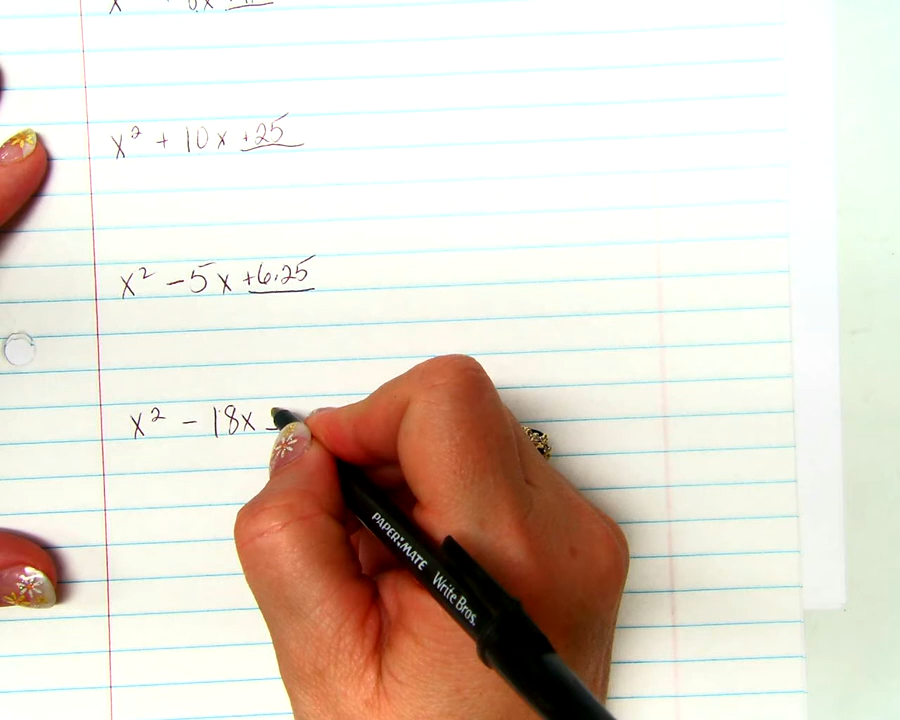 x² + 10x +25
x² - 5x +6.25
x² - 18x
PAPER:MATE Write Bros.